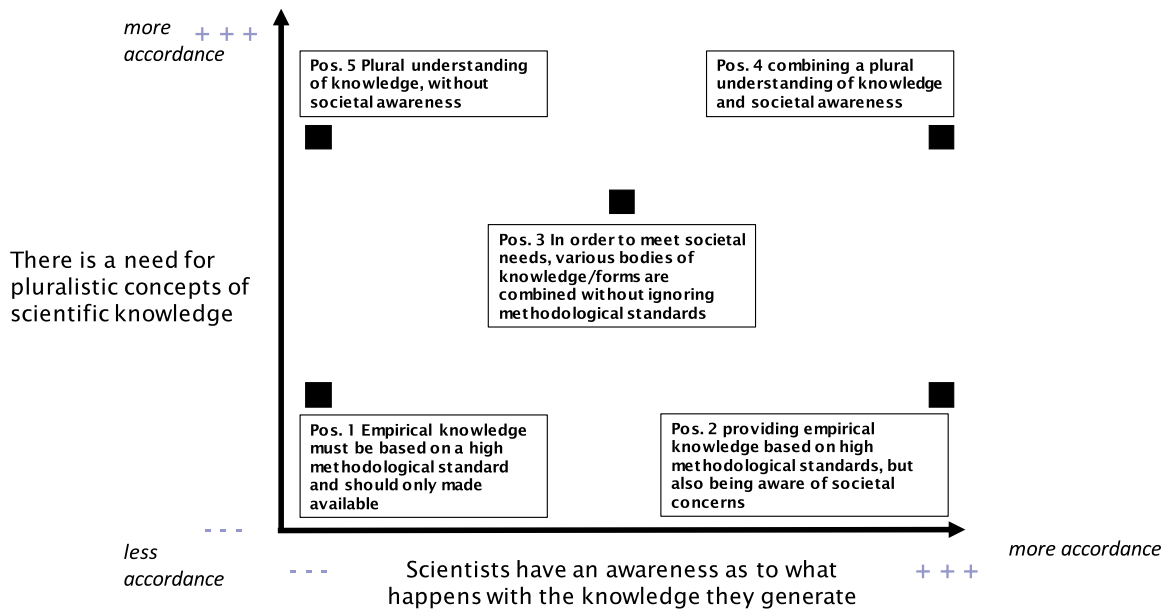 more
accordance
+ + +
Pos. 5 Plural understanding
of knowledge, without
societal awareness
Pos. 4 combining a plural
understanding of knowledge
and societal awareness
There is a need for
pluralistic concepts of
scientific knowledge
Pos. 3 In order to meet societal
needs, various bodies of
knowledge/forms are
combined without ignoring
methodological standards
Pos. 1 Empirical knowledge
must be based on a high
methodological standard
and should only made
available
Pos. 2 providing empirical
knowledge based on high
methodological standards, but
also being aware of societal
concerns
- - -
less
accordance
- - -
Scientists have an awareness as to what
happens with the knowledge they generate
+ + +
more accordance